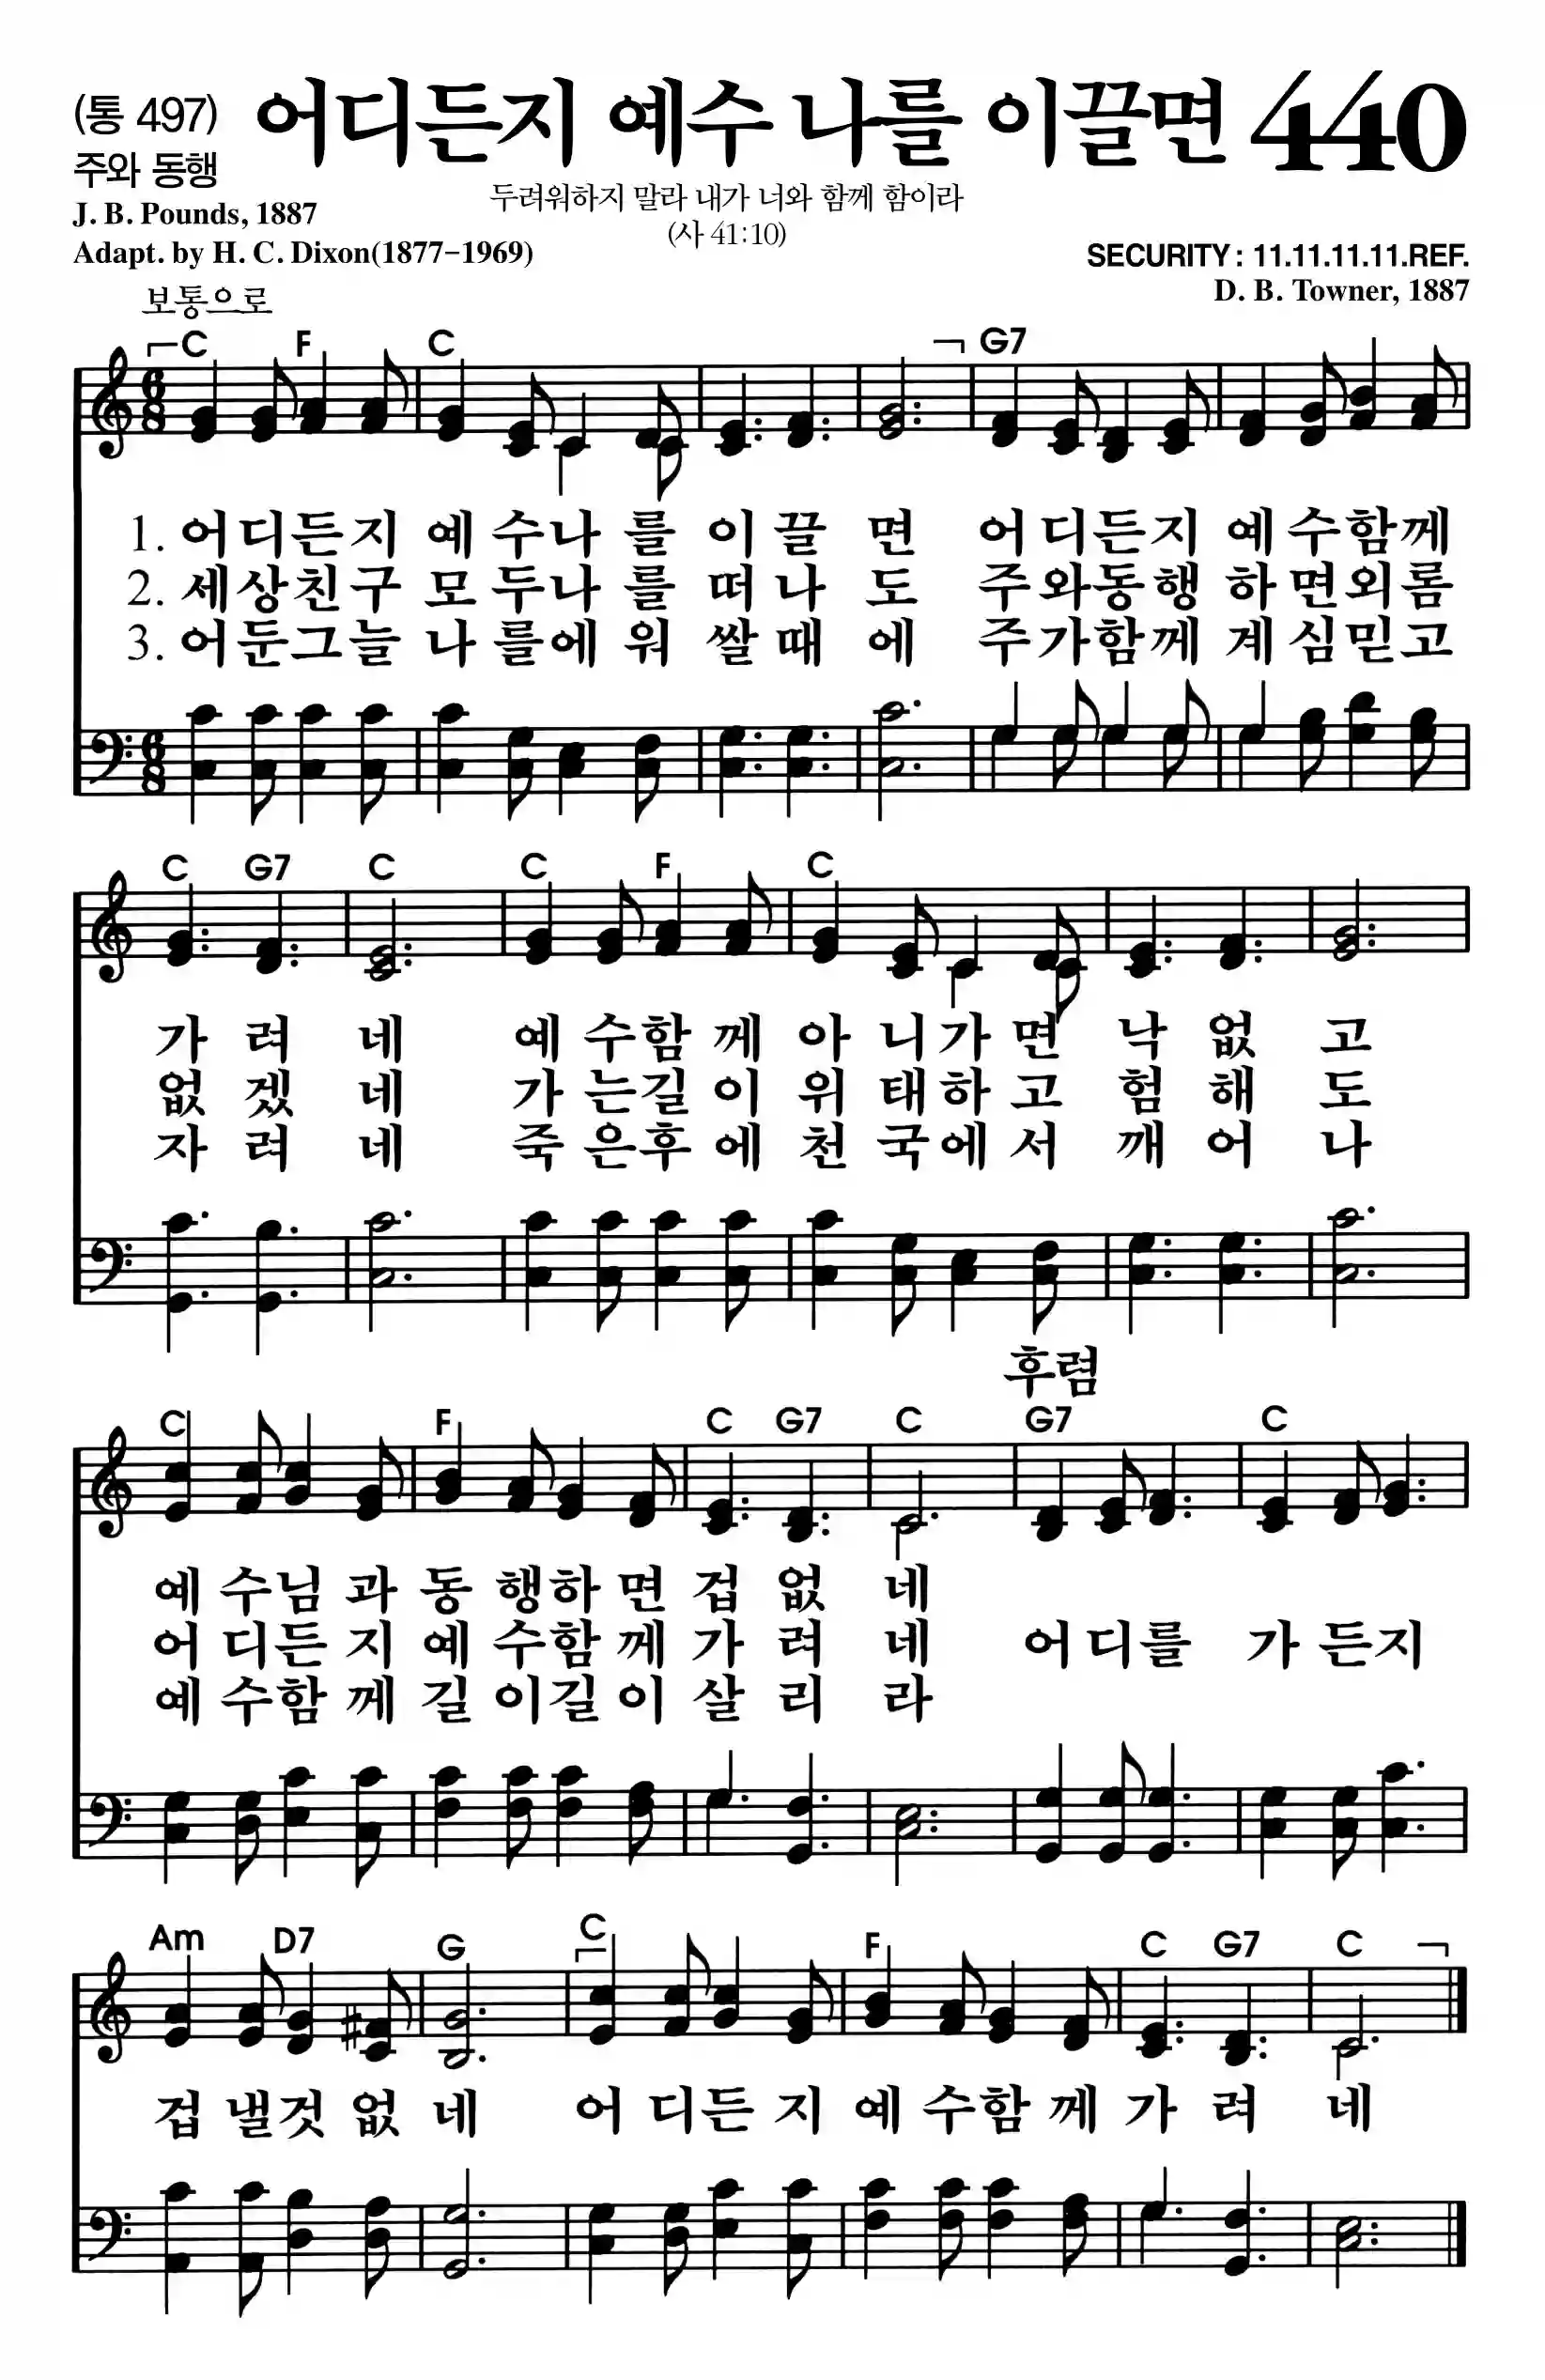 (통 497) 어디든지 예수 나를 이끌면 440
주와 동행
두려워하지 말라 내가 너와 함께 함이라
J. B. Pounds, 1887
(사 41:10)
Adapt. by H. C. Dixon(1877-1969)
SECURITY : 11.11.11.11.REF.
D. B. Towner, 1887
보통으로
C F C G7
1. 어디든지 예 수나 를 이 끌 면 어디든지 예 수함께
2. 세상친구 모 두나 를 떠 나 도 주와동행 하 면외롬
3. 어둔그늘 나 를에 워 쌀 때 에 주가함께 계 심믿고
C G7 C C F C
가 려 네 예 수함 께 아 니가 면 낙 없 고
없 겠 네 가 는길 이 위 태하 고 험 해 도
자 려 네 죽 은후 에 천 국에 서 깨 어 나
후렴
C F C G7 C G7 C
예 수님 과 동 행하 면 겁 없 네
어 디든 지 예 수함 께 가 려 네 어디를 가 든지
예 수함 께 길 이길 이 살 리 라
Am D7 G C F C G7 C
겁 낼것 없 네 어 디든 지 예 수함 께 가 려 네